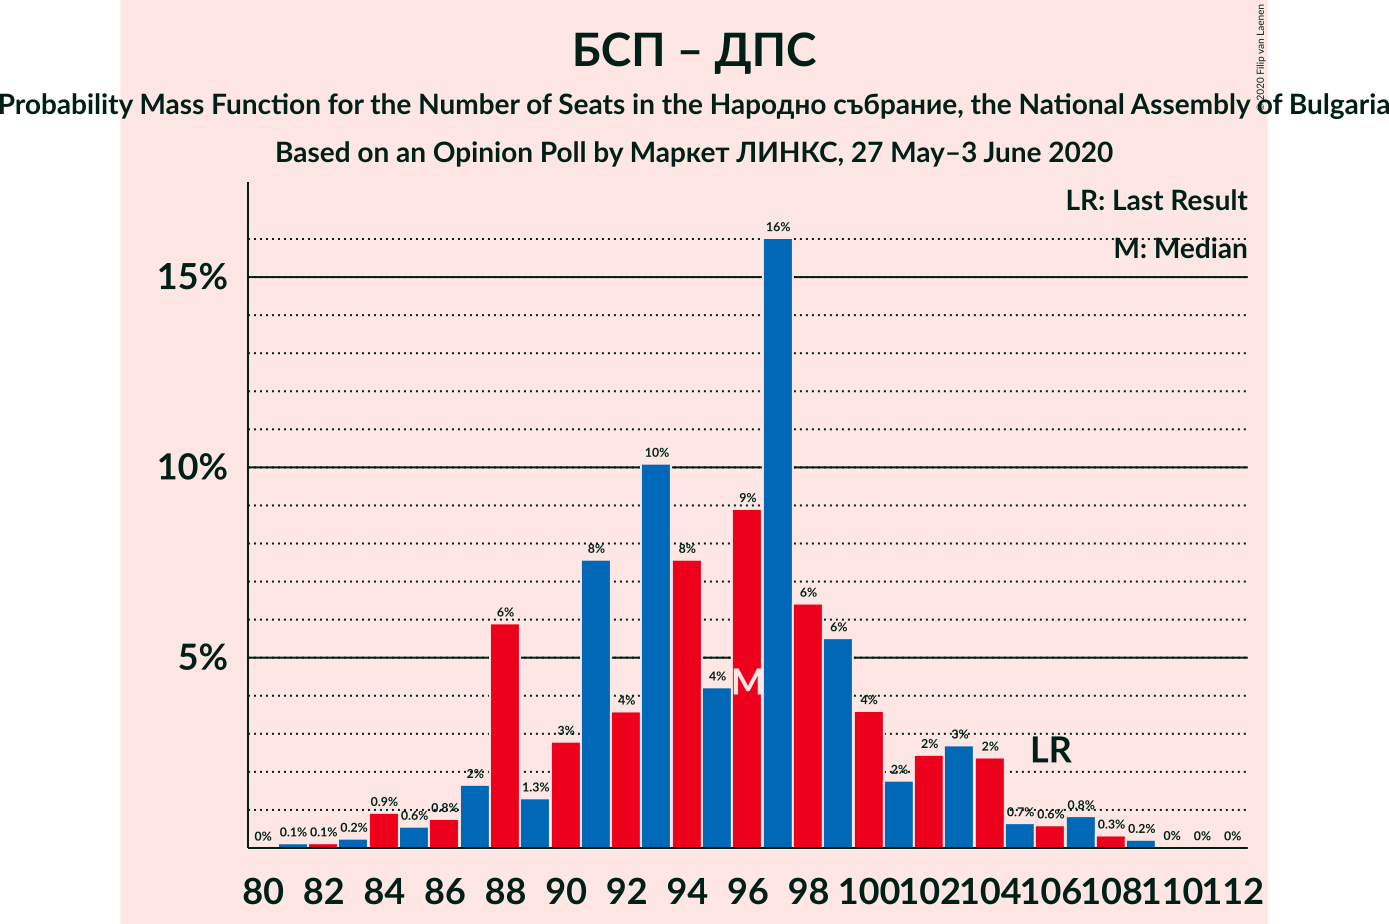 БСП – ДПС
Probability Mass Function for the Number of Seats in the Народно събрание, the National Assembly of Bulgaria
Based on an Opinion Poll by Маркет ЛИНКС, 27 May–3 June 2020
© 2020 Filip van Laenen
LR: Last Result
M: Median
15%
10%
5%
0% 0.1% 0.1% 0.2% 0.9% 0.6% 0.8% 2% 6% 1.3% 3% 8% 4% 10% 8% 4% 9% 16% 6% 6% 4% 2% 2% 3% 2% 0.7% 0.6% 0.8% 0.3% 0.2% 0% 0% 0%
M
LR
80 82 84 86 88 90 92 94 96 98 100 102 104 106 108 110 112